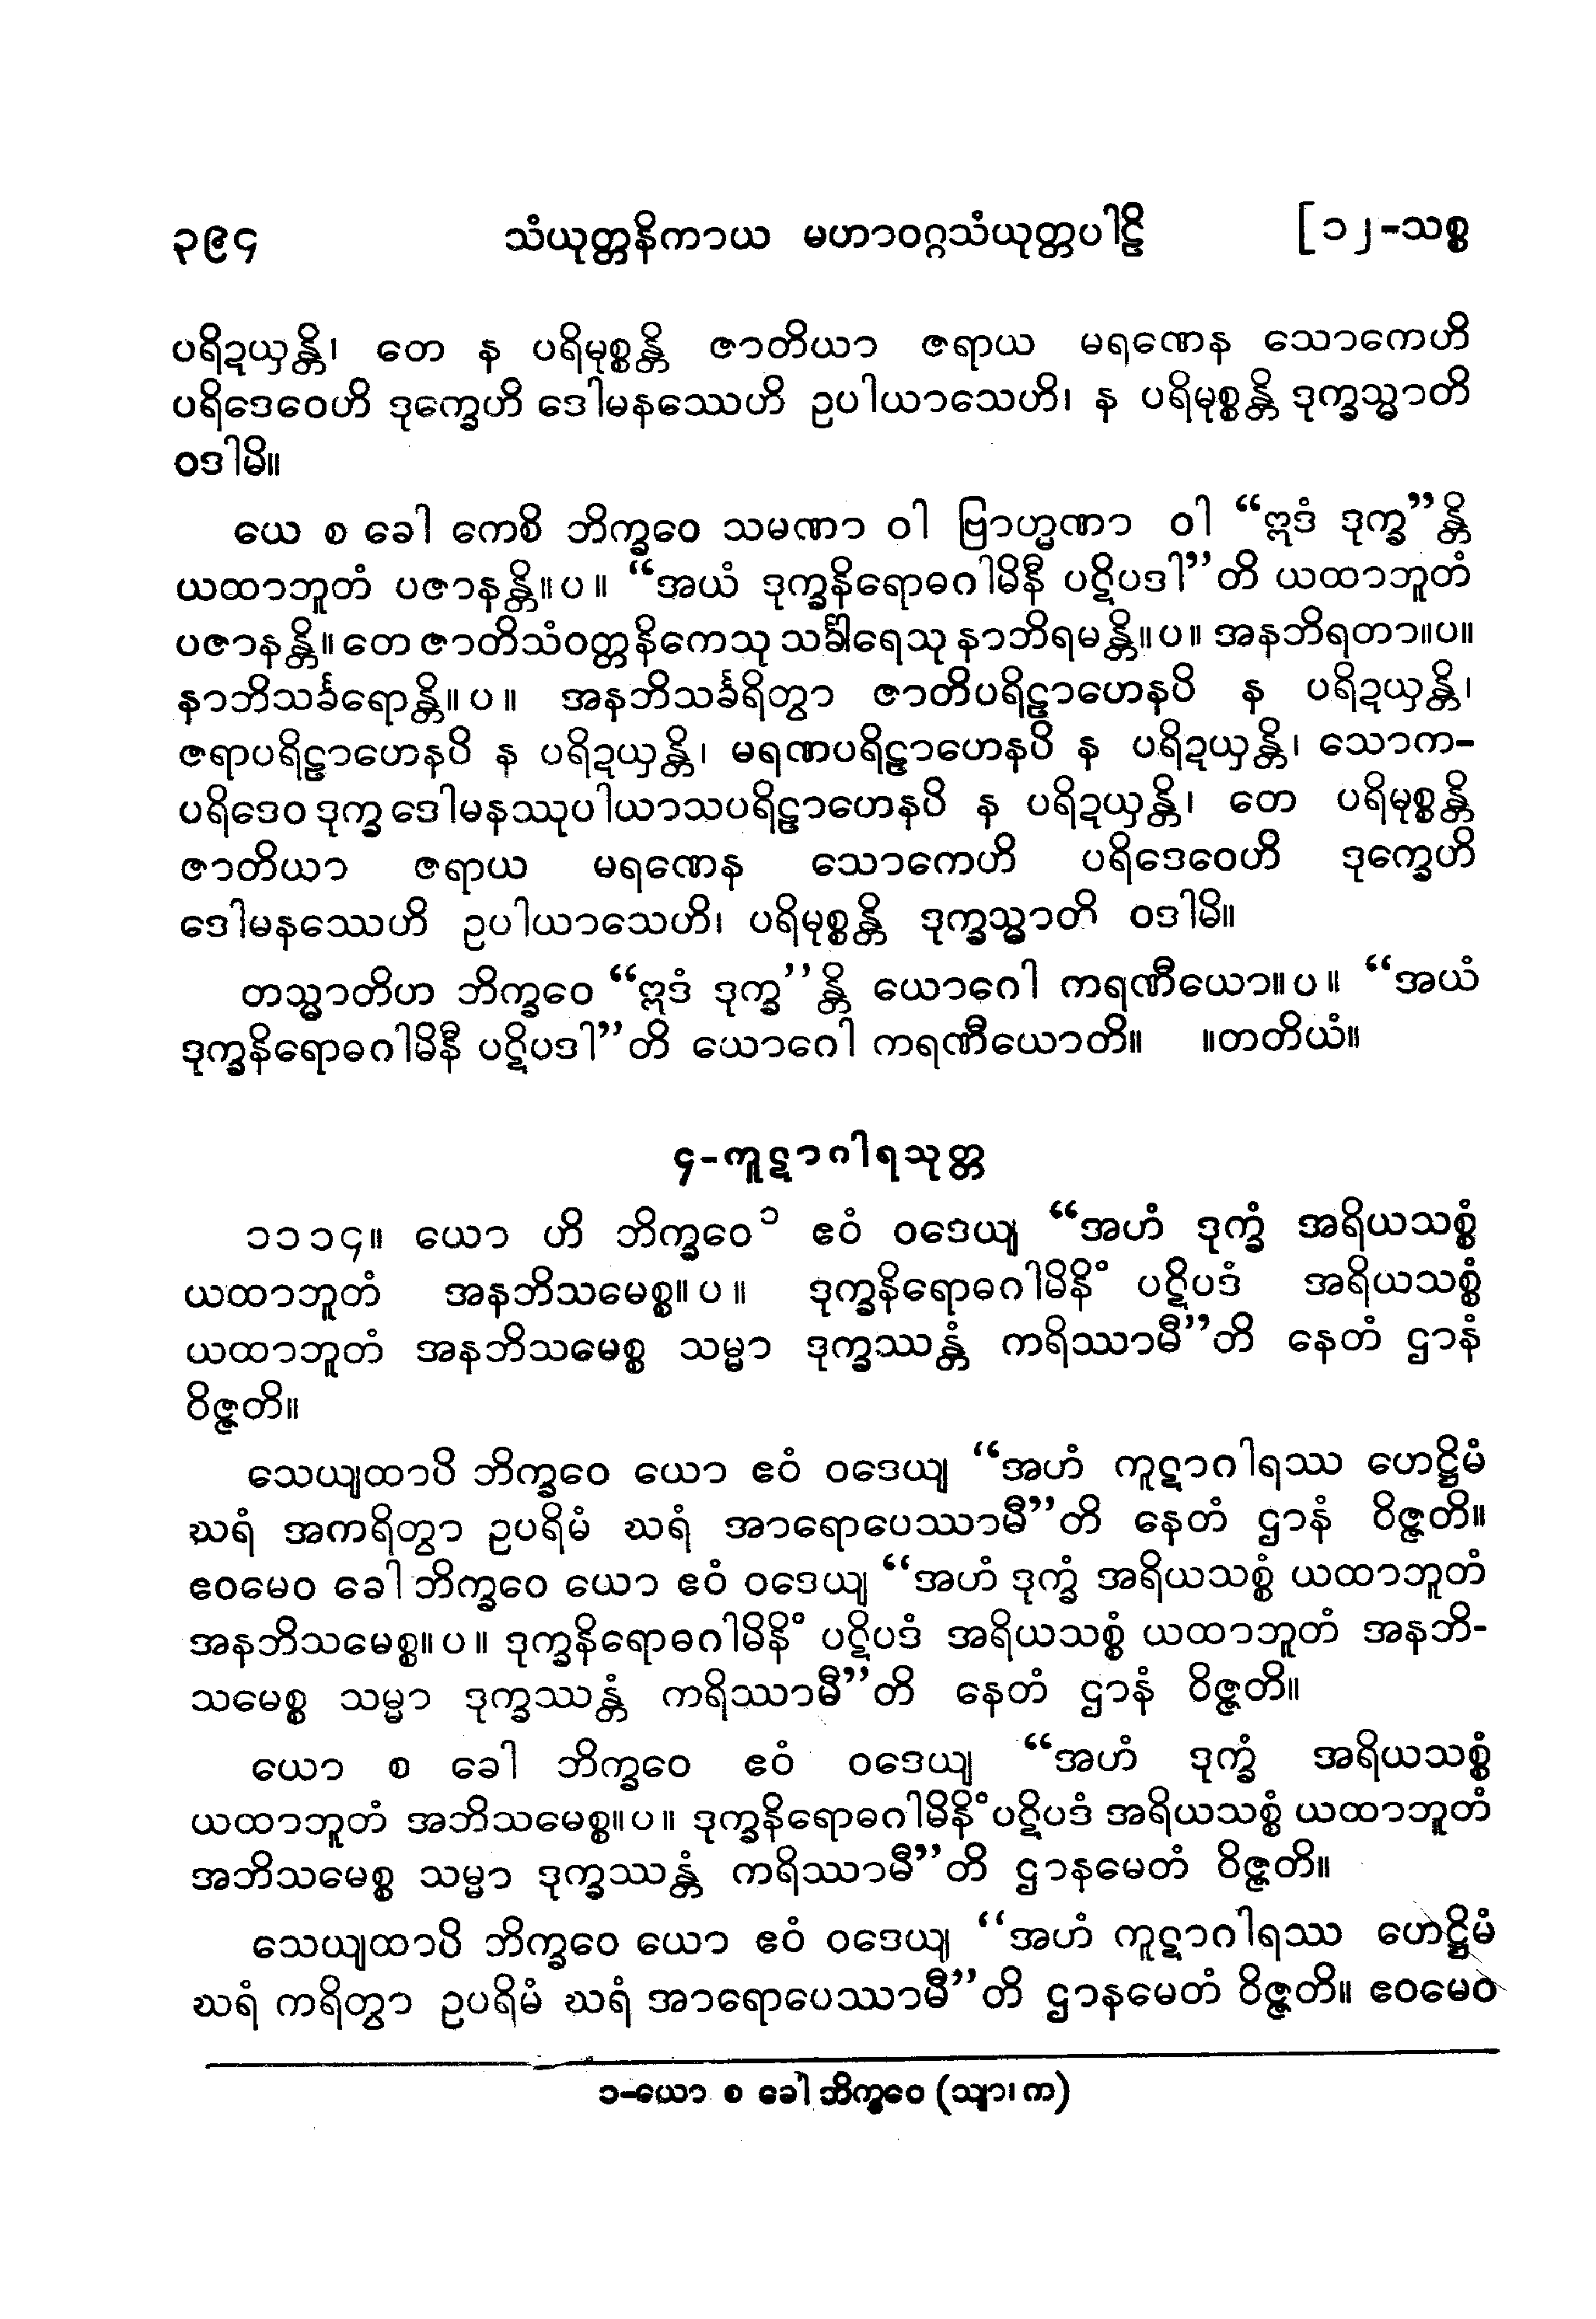 ၃၉၄ သံယုတ္တနိကာယ မဟာဝဂ္ဂသံယုတ္တပါဠိ [၁၂-သစ္စ
ပရိဍယှန္တိ၊ တေ န ပရိမုစ္စန္တိ ဇာတိယာ ဇရာယ မရဏေန သောကေဟိ
ပရိဒေဝေဟိ ဒုက္ခေဟိ ဒေါမနဿေဟိ ဥပါယာသေဟိ၊ န ပရိမုစ္စန္တိ ဒုက္ခသ္မာတိ
ဝဒါမိ။
ယေ စ ခေါ ကေစိ ဘိက္ခဝေ သမဏာ ဝါ ဗြာဟ္မဏာ ဝါ “ဣဒံ ဒုက္ခ”န္တိ
ယထာဘူတံ ပဇာနန္တိ။ပ။ “အယံ ဒုက္ခနိရောဓဂါမိနီ ပဋိပဒါ”တိ ယထာဘူတံ
ပဇာနန္တိ။ တေ ဇာတိသံဝတ္တနိကေသု သင်္ခါရေသု နာဘိရမန္တိ။ပ။ အနဘိရတာ။ပ။
နာဘိသင်္ခရောန္တိ။ပ။ အနဘိသင်္ခရိတွာ ဇာတိပရိဠာဟေနပိ န ပရိဍယှန္တိ၊
ဇရာပရိဠာဟေနပိ န ပရိဍယှန္တိ၊ မရဏပရိဠာဟေနပိ န ပရိဍယှန္တိ၊ သောက-
ပရိဒေဝ ဒုက္ခ ဒေါမနဿုပါယာသပရိဠာဟေနပိ န ပရိဍယှန္တိ၊ တေ ပရိမုစ္စန္တိ
ဇာတိယာ ဇရာယ မရဏေန သောကေဟိ ပရိဒေဝေဟိ ဒုက္ခေဟိ
ဒေါမနဿေဟိ ဥပါယာသေဟိ၊ ပရိမုစ္စန္တိ ဒုက္ခသ္မာတိ ဝဒါမိ။
တသ္မာတိဟ ဘိက္ခဝေ “ဣဒံ ဒုက္ခ”န္တိ ယောဂေါ ကရဏီယော။ပ။ “အယံ
ဒုက္ခနိရောဓဂါမိနီ ပဋိပဒါ”တိ ယောဂေါ ကရဏီယောတိ။ ။တတိယံ။
၄-ကူဋာဂါရသုတ္တ
၁၁၁၄။ ယော ဟိ ဘိက္ခဝေ၁ ဧဝံ ဝဒေယျ “အဟံ ဒုက္ခံ အရိယသစ္စံ
ယထာဘူတံ အနဘိသမေစ္စ။ပ။ ဒုက္ခနိရောဓဂါမိနိံ ပဋိပဒံ အရိယသစ္စံ
ယထာဘူတံ အနဘိသမေစ္စ သမ္မာ ဒုက္ခဿန္တံ ကရိဿာမီ”တိ နေတံ ဌာနံ
ဝိဇ္ဇတိ။
သေယျထာပိ ဘိက္ခဝေ ယော ဧဝံ ဝဒေယျ “အဟံ ကူဋာဂါရဿ ဟေဋ္ဌိမံ
ဃရံ အကရိတွာ ဥပရိမံ ဃရံ အာရောပေဿာမီ”တိ နေတံ ဌာနံ ဝိဇ္ဇတိ။
ဧဝမေဝ ခေါ ဘိက္ခဝေ ယော ဧဝံ ဝဒေယျ “အဟံ ဒုက္ခံ အရိယသစ္စံ ယထာဘူတံ
အနဘိသမေစ္စ။ပ။ ဒုက္ခနိရောဓဂါမိနိံ ပဋိပဒံ အရိယသစ္စံ ယထာဘူတံ အနဘိ-
သမေစ္စ သမ္မာ ဒုက္ခဿန္တံ ကရိဿာမီ”တိ နေတံ ဌာနံ ဝိဇ္ဇတိ။
ယော စ ခေါ ဘိက္ခဝေ ဧဝံ ဝဒေယျ “အဟံ ဒုက္ခံ အရိယသစ္စံ
ယထာဘူတံ အဘိသမေစ္စ။ပ။ ဒုက္ခနိရောဓဂါမိနိံ ပဋိပဒံ အရိယသစ္စံ ယထာဘူတံ
အဘိသမေစ္စ သမ္မာ ဒုက္ခဿန္တံ ကရိဿာမီ”တိ ဌာနမေတံ ဝိဇ္ဇတိ။
သေယျထာပိ ဘိက္ခဝေ ယော ဧဝံ ဝဒေယျ “အဟံ ကူဋာဂါရဿ ဟေဋ္ဌိမံ
ဃရံ ကရိတွာ ဥပရိမံ ဃရံ အာရောပေဿာမီ”တိ ဌာနမေတံ ဝိဇ္ဇတိ။ ဧဝမေဝ
၁-ယော စ ခေါ ဘိက္ခဝေ (သျာ၊ က)